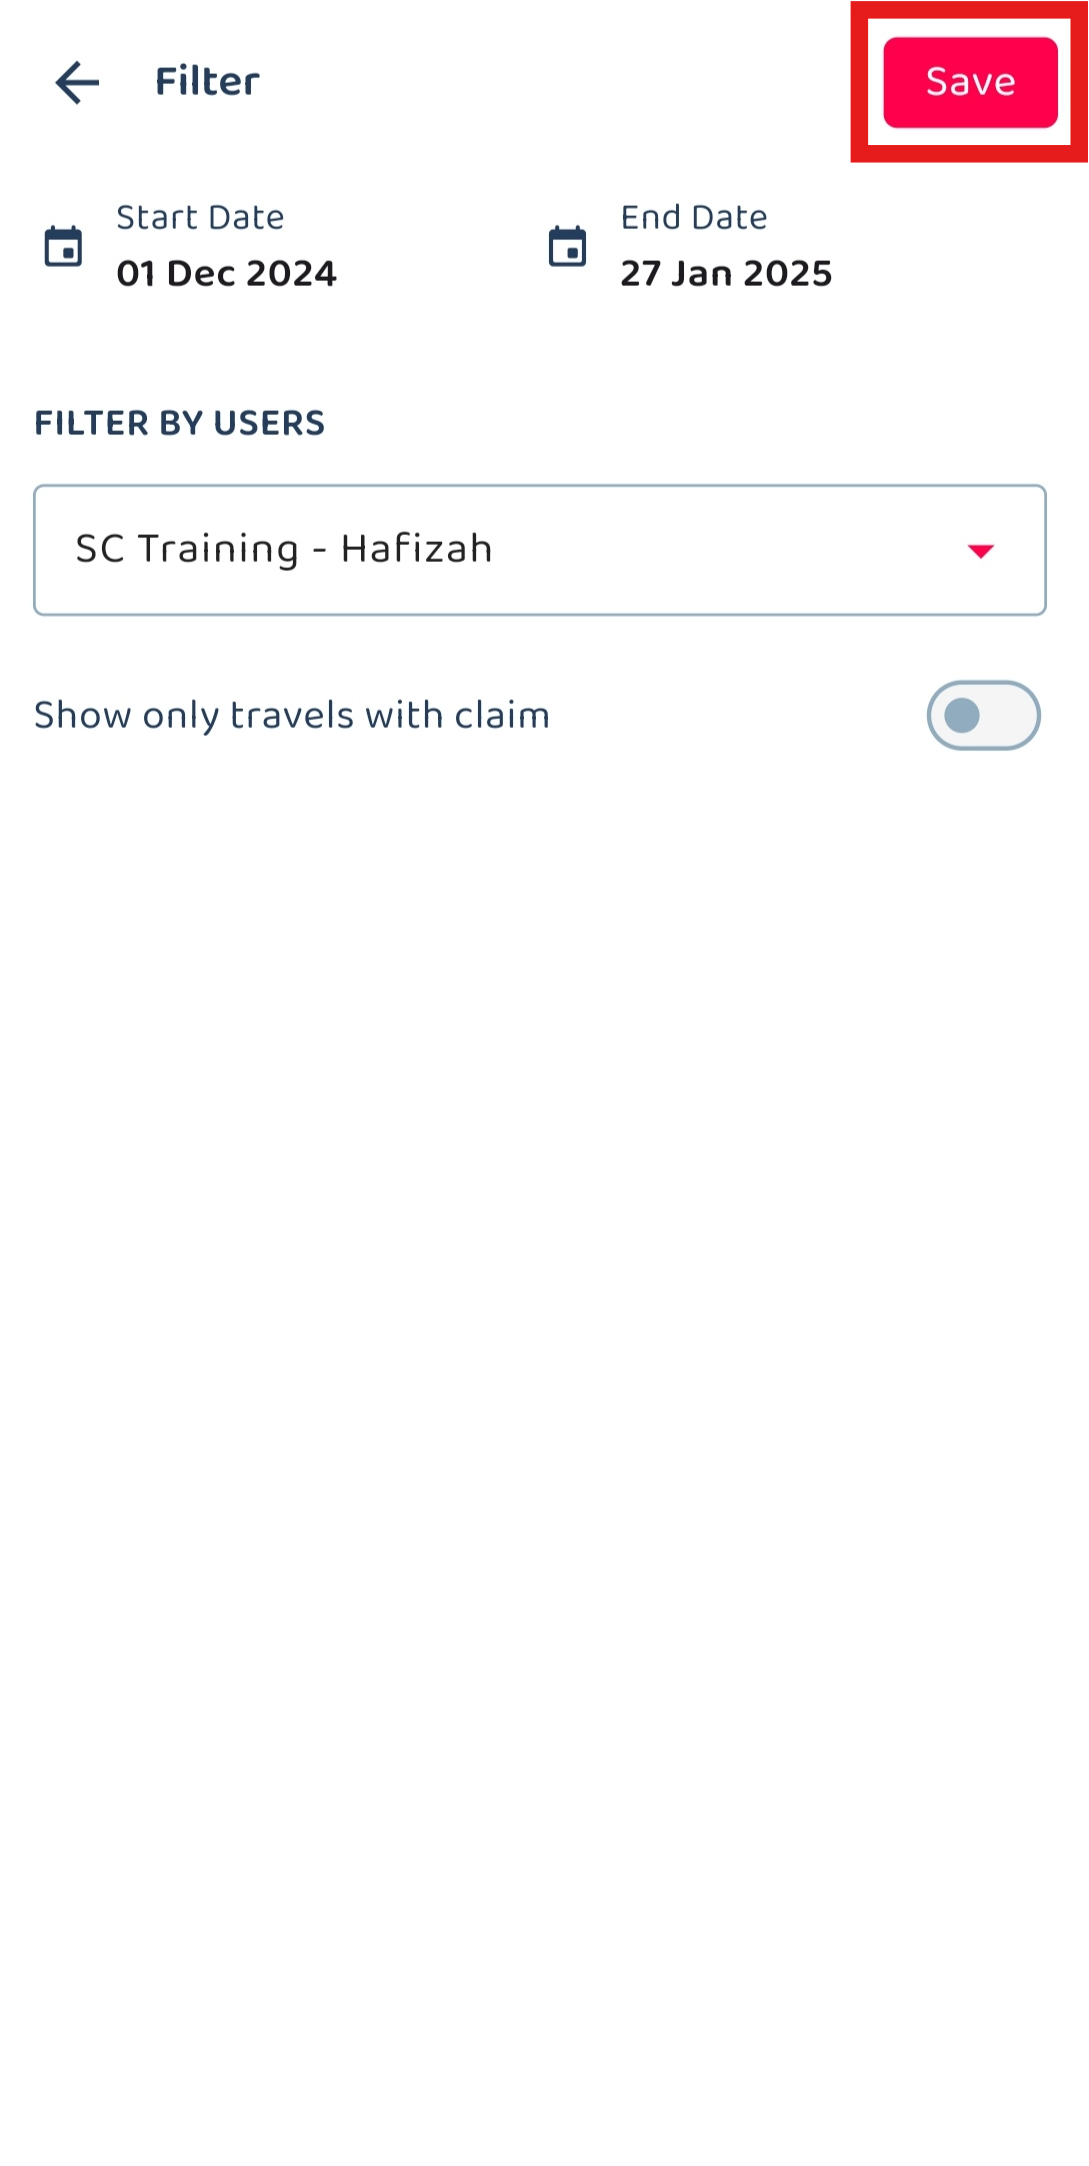 Filter
Save
Start Date
End Date
01 Dec 2024
27 Jan 2025
FILTER BY USERS
SC Training - Hafizah
Show only travels with claim